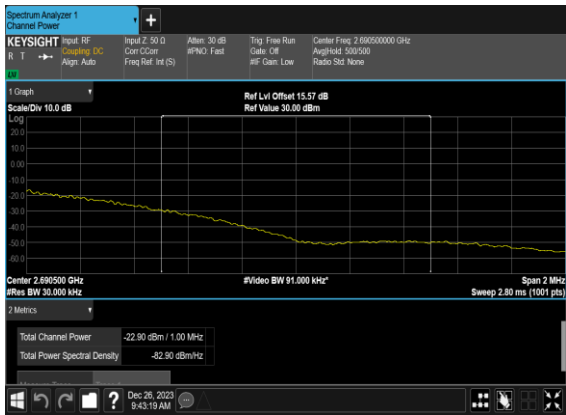 Spectrum Analyzer 1
Channel Power
KEYSIGHT Input: RF Input Z: 50 Ω Atten: 30 dB Trig: Free Run Center Freq: 2.690500000 GHz
R T Coupling: DC Corr CCorr #PNO: Fast Gate: Off Avg|Hold: 500/500
Align: Auto Freq Ref: Int (S) #IF Gain: Low Radio Std: None
1 Graph
Ref Lvl Offset 15.57 dB
Scale/Div 10.0 dB Ref Value 30.00 dBm
Log
20.0
10.0
0.00
-10.0
-20.0
-30.0
-40.0
-50.0
-60.0
Center 2.690500 GHz #Video BW 91.000 kHz* Span 2 MHz
#Res BW 30.000 kHz Sweep 2.80 ms (1001 pts)
2 Metrics
Total Channel Power -22.90 dBm / 1.00 MHz
Total Power Spectral Density -82.90 dBm/Hz
Dec 26, 2023
9:43:19 AM